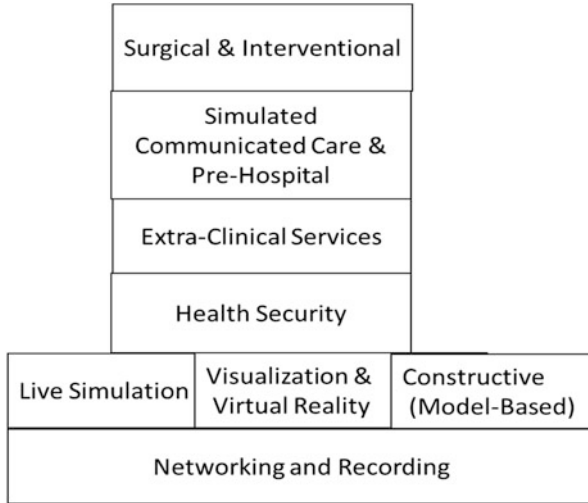 Surgical & Interventional
Simulated
Communicated Care &
Pre-Hospital
Extra-Clinical Services
Health Security
Live Simulation
Visualization &
Virtual Reality
Constructive
(Model-Based)
Networking and Recording